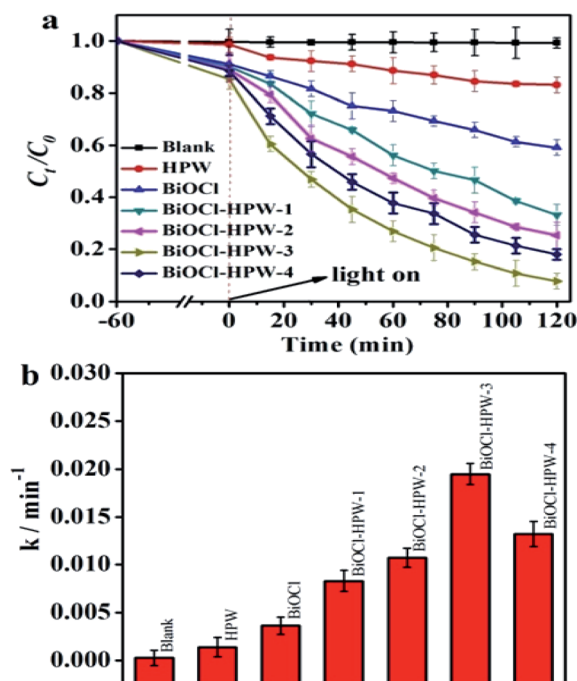 a
C_t/C_0
1.0
0.8
0.6
0.4
0.2
0.0
Blank
HPW
BiOCl
BiOCl-HPW-1
BiOCl-HPW-2
BiOCl-HPW-3
BiOCl-HPW-4
light on
-60 0 20 40 60 80 100 120
Time (min)
b
k / min⁻¹
0.030
0.025
0.020
0.015
0.010
0.005
0.000
Blank
HPW
BiOCl
BiOCl-HPW-1
BiOCl-HPW-2
BiOCl-HPW-3
BiOCl-HPW-4